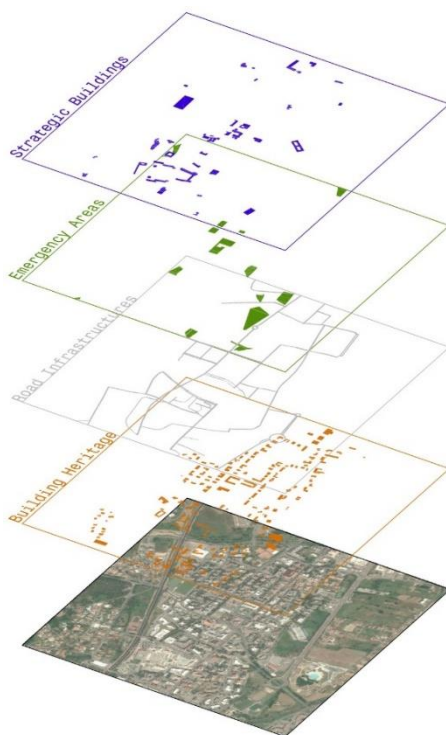 Strategic Buildings
Emergency Areas
Road Infrastructures
Building Heritage